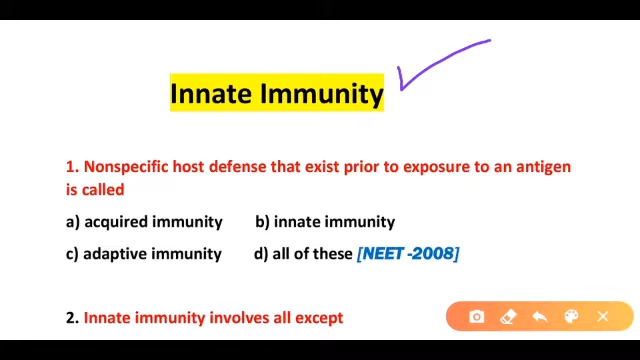 Innate Immunity
1. Nonspecific host defense that exist prior to exposure to an antigen
is called
a) acquired immunity b) innate immunity
c) adaptive immunity d) all of these [NEET -2008]
2. Innate immunity involves all except